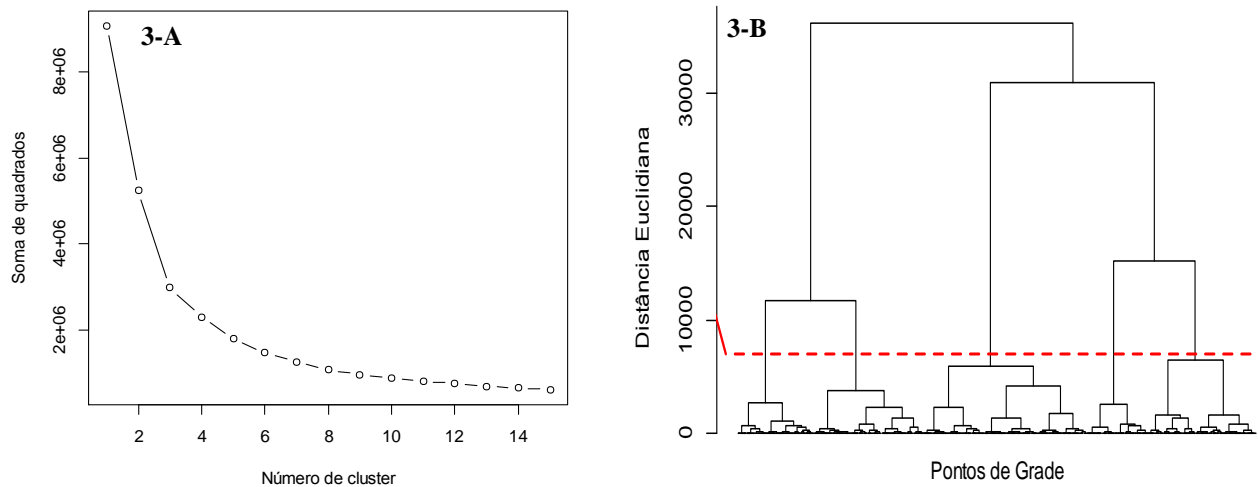 3-A
Soma de quadrados
8e+06
6e+06
4e+06
2e+06
2 4 6 8 10 12 14
Número de cluster
3-B
Distância Euclidiana
30000
20000
10000
0
Pontos de Grade